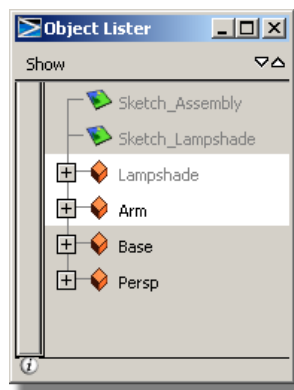 Object Lister
Show
Sketch_Assembly
Sketch_Lampshade
Lampshade
Arm
Base
Persp